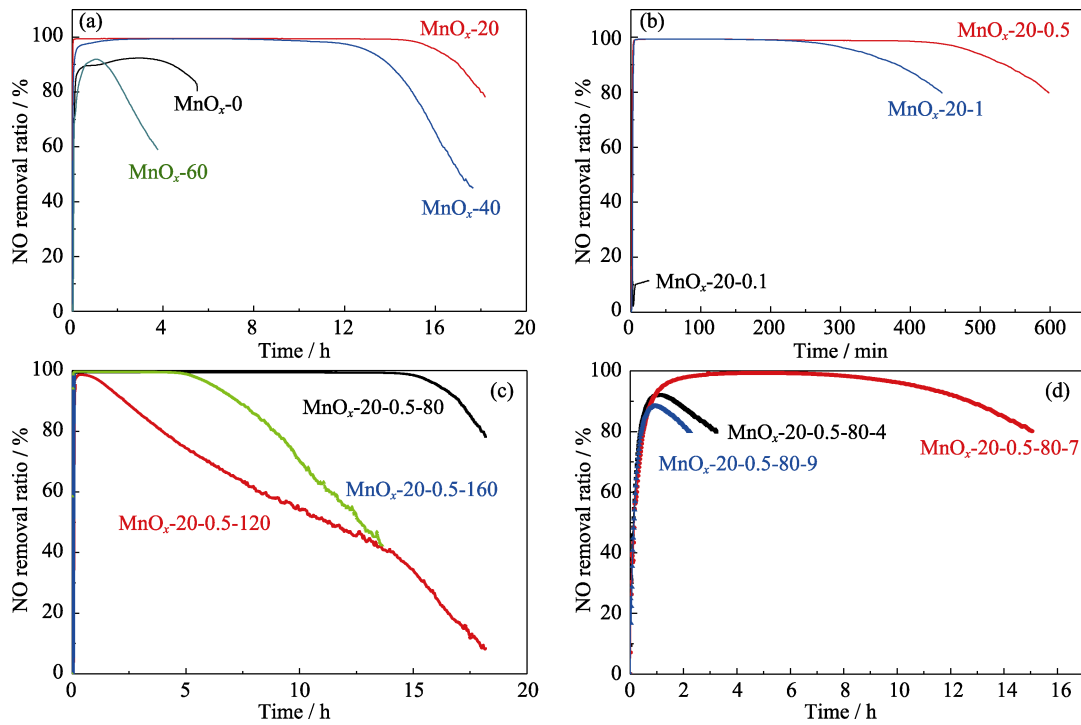 (a)
NO removal ratio / %
100
80
60
40
20
0
MnOₓ-20
MnOₓ-0
MnOₓ-60
MnOₓ-40
0 4 8 12 16 20
Time / h
(b)
NO removal ratio / %
100
80
60
40
20
0
MnOₓ-20-0.5
MnOₓ-20-1
MnOₓ-20-0.1
0 100 200 300 400 500 600
Time / min
(c)
NO removal ratio / %
100
80
60
40
80
0
MnOₓ-20-0.5-80
MnOₓ-20-0.5-160
MnOₓ-20-0.5-120
0 5 10 15 20
Time / h
(d)
NO removal ratio / %
100
80
60
40
20
0
MnOₓ-20-0.5-80-4
MnOₓ-20-0.5-80-7
MnOₓ-20-0.5-80-9
0 2 4 6 8 10 12 14 16
Time / h